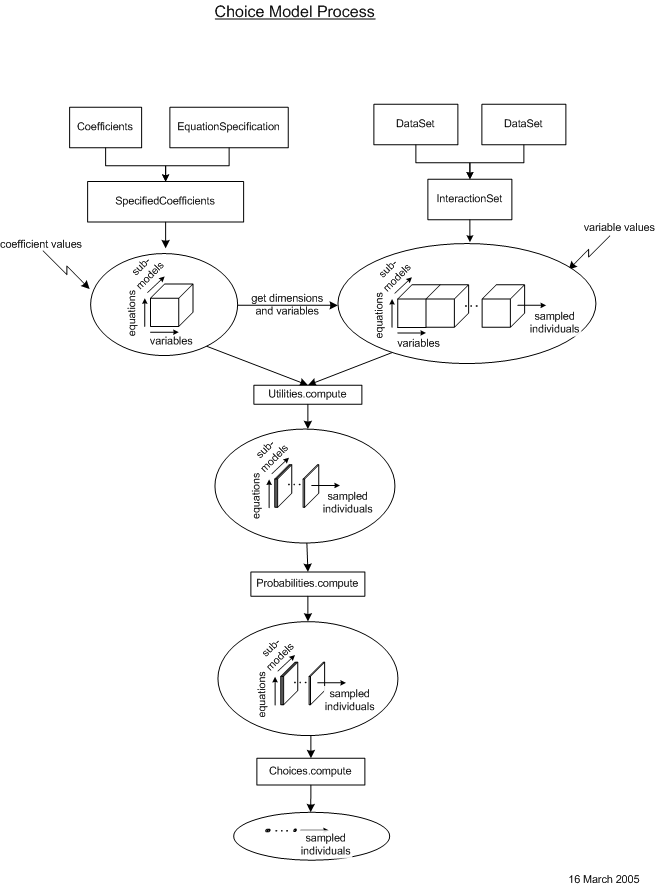 Choice Model Process
Coefficients
EquationSpecification
DataSet
DataSet
SpecifiedCoefficients
InteractionSet
coefficient values
variable values
sub-
models
equations
variables
get dimensions
and variables
sub-
models
equations
variables
sampled
individuals
Utilities.compute
sub-
models
equations
sampled
individuals
Probabilities.compute
sub-
models
equations
sampled
individuals
Choices.compute
sampled
individuals
16 March 2005